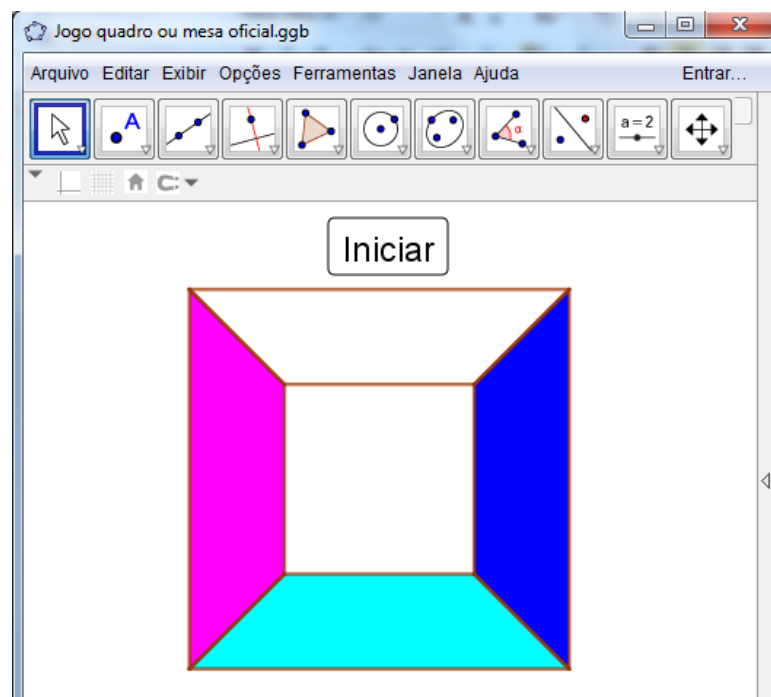 Jogo quadro ou mesa oficial.ggb
Arquivo Editar Exibir Opções Ferramentas Janela Ajuda Entrar...
A α a=2
Iniciar